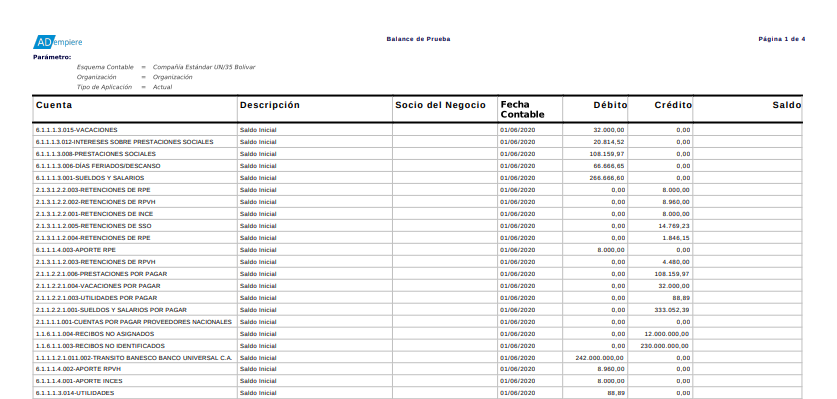 ADempiere
Balance de Prueba
Página 1 de 4
Parámetro:
Esquema Contable = Compañía Estándar UN/35 Bolívar
Organización = Organización
Tipo de Aplicación = Actual
Cuenta Descripción Socio del Negocio Fecha Contable Débito Crédito Saldo
6.1.1.1.3.015-VACACIONES Saldo Inicial 01/06/2020 32.000,00 0,00
6.1.1.1.3.012-INTERESES SOBRE PRESTACIONES SOCIALES Saldo Inicial 01/06/2020 20.814,52 0,00
6.1.1.1.3.008-PRESTACIONES SOCIALES Saldo Inicial 01/06/2020 108.159,97 0,00
6.1.1.1.3.006-DÍAS FERIADOS/DESCANSO Saldo Inicial 01/06/2020 66.666,65 0,00
6.1.1.1.3.001-SUELDOS Y SALARIOS Saldo Inicial 01/06/2020 266.666,60 0,00
2.1.3.1.2.2.003-RETENCIONES DE RPE Saldo Inicial 01/06/2020 0,00 8.000,00
2.1.3.1.2.2.002-RETENCIONES DE RPVH Saldo Inicial 01/06/2020 0,00 8.960,00
2.1.3.1.2.2.001-RETENCIONES DE INCE Saldo Inicial 01/06/2020 0,00 8.000,00
2.1.3.1.1.2.005-RETENCIONES DE SSO Saldo Inicial 01/06/2020 0,00 14.769,23
2.1.3.1.1.2.004-RETENCIONES DE RPE Saldo Inicial 01/06/2020 0,00 1.846,15
6.1.1.1.4.003-APORTE RPE Saldo Inicial 01/06/2020 8.000,00 0,00
2.1.3.1.1.2.003-RETENCIONES DE RPVH Saldo Inicial 01/06/2020 0,00 4.480,00
2.1.1.2.2.1.006-PRESTACIONES POR PAGAR Saldo Inicial 01/06/2020 0,00 108.159,97
2.1.1.2.2.1.004-VACACIONES POR PAGAR Saldo Inicial 01/06/2020 0,00 32.000,00
2.1.1.2.2.1.003-UTILIDADES POR PAGAR Saldo Inicial 01/06/2020 0,00 88,89
2.1.1.2.2.1.001-SUELDOS Y SALARIOS POR PAGAR Saldo Inicial 01/06/2020 0,00 333.052,39
2.1.1.1.1.1.001-CUENTAS POR PAGAR PROVEEDORES NACIONALES Saldo Inicial 01/06/2020 0,00 0,00
1.1.6.1.1.1.004-RECIBOS NO ASIGNADOS Saldo Inicial 01/06/2020 0,00 12.000.000,00
1.1.6.1.1.1.003-RECIBOS NO IDENTIFICADOS Saldo Inicial 01/06/2020 0,00 230.000.000,00
1.1.1.1.1.2.1.011.002-TRANSITO BANESCO BANCO UNIVERSAL C.A. Saldo Inicial 01/06/2020 242.000.000,00 0,00
6.1.1.1.4.002-APORTE RPVH Saldo Inicial 01/06/2020 8.960,00 0,00
6.1.1.1.4.001-APORTE INCES Saldo Inicial 01/06/2020 8.000,00 0,00
6.1.1.1.3.014-UTILIDADES Saldo Inicial 01/06/2020 88,89 0,00